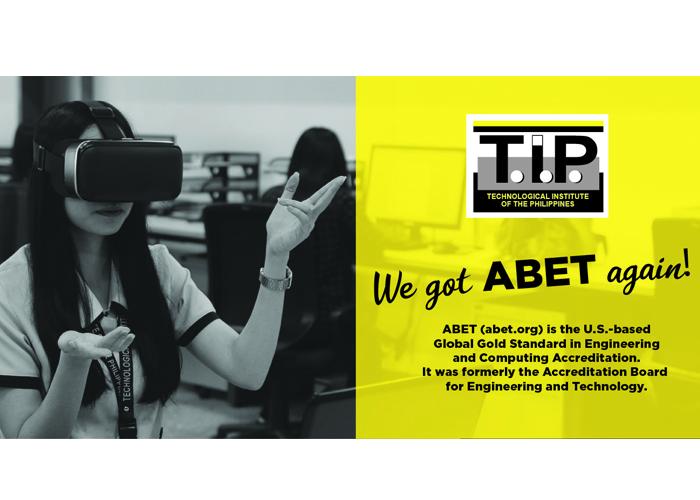 T.I.P.
TECHNOLOGICAL INSTITUTE
OF THE PHILIPPINES
We got ABET again!
ABET (abet.org) is the U.S.-based
Global Gold Standard in Engineering
and Computing Accreditation.
It was formerly the Accreditation Board
for Engineering and Technology.
TECHNOLOGIC